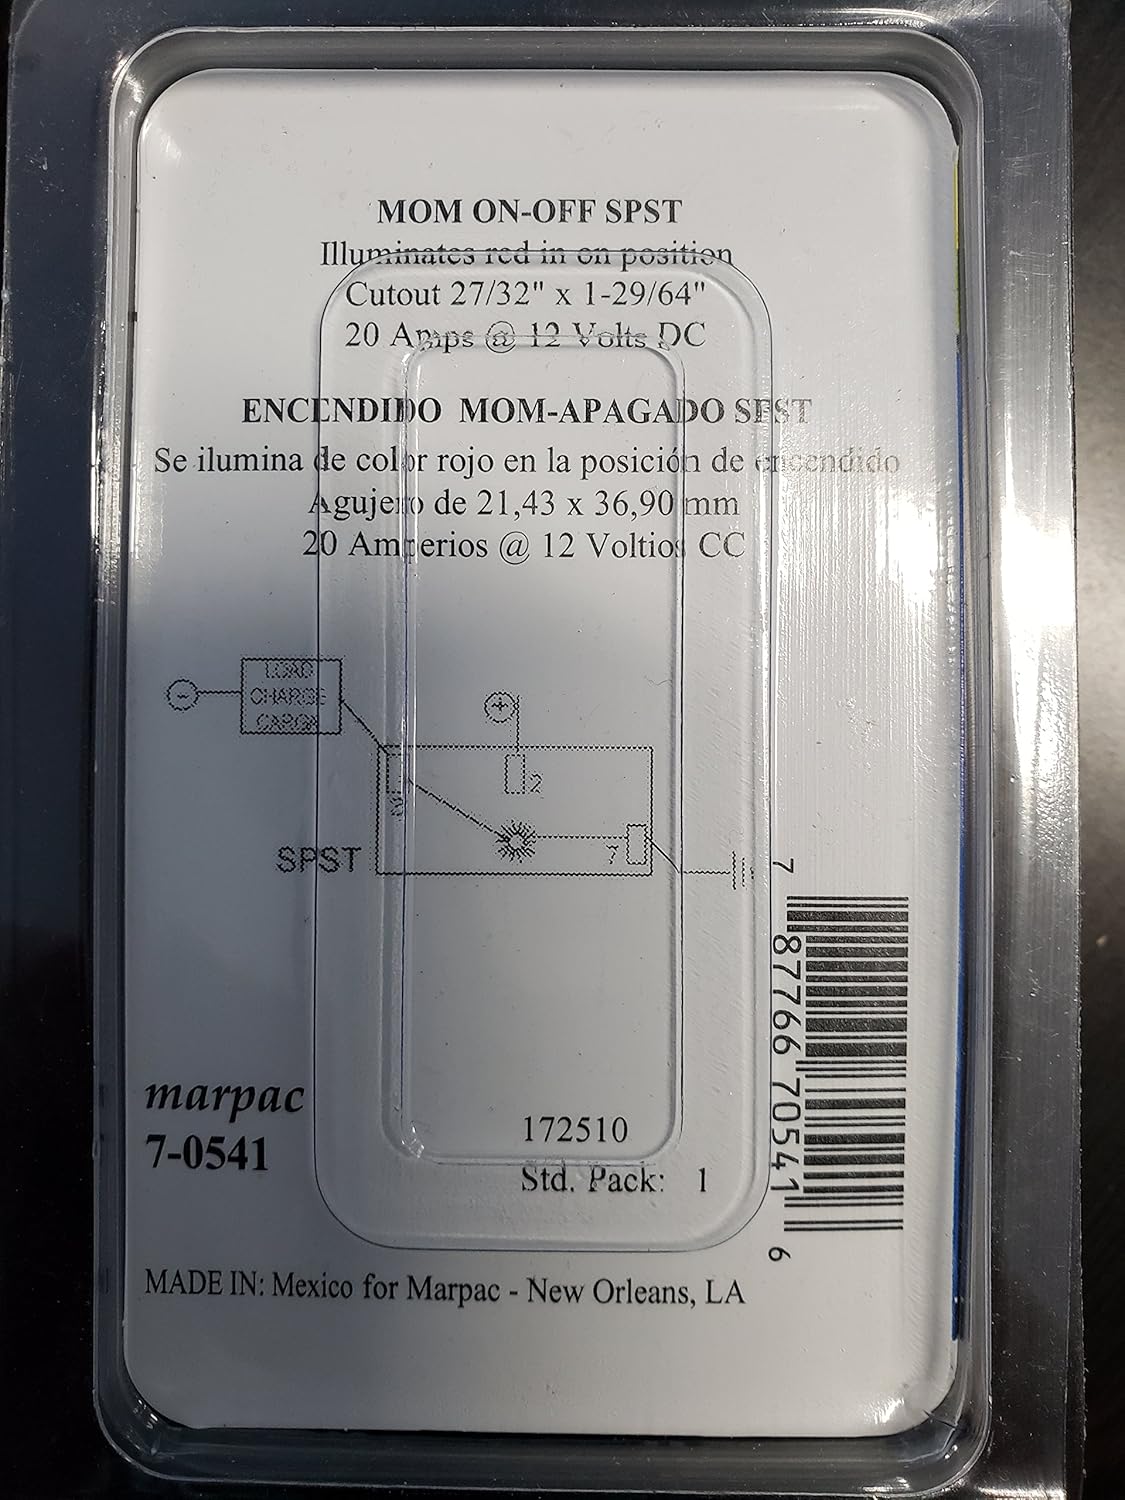 MOM ON-OFF SPST
Illuminates red in on position
Cutout 27/32" x 1-29/64"
20 Amps @ 12 Volts DC
ENCENDIDO MOM-APAGADO SPST
Se ilumina de color rojo en la posición de encendido
Agujero de 21,43 x 36,90 mm
20 Amperios @ 12 Voltios CC
LOAD
CHARGE
CARGA
-
+
2
7
SPST
marpac
7-0541
172510
Std. Pack: 1
7 87766 70541 6
MADE IN: Mexico for Marpac - New Orleans, LA